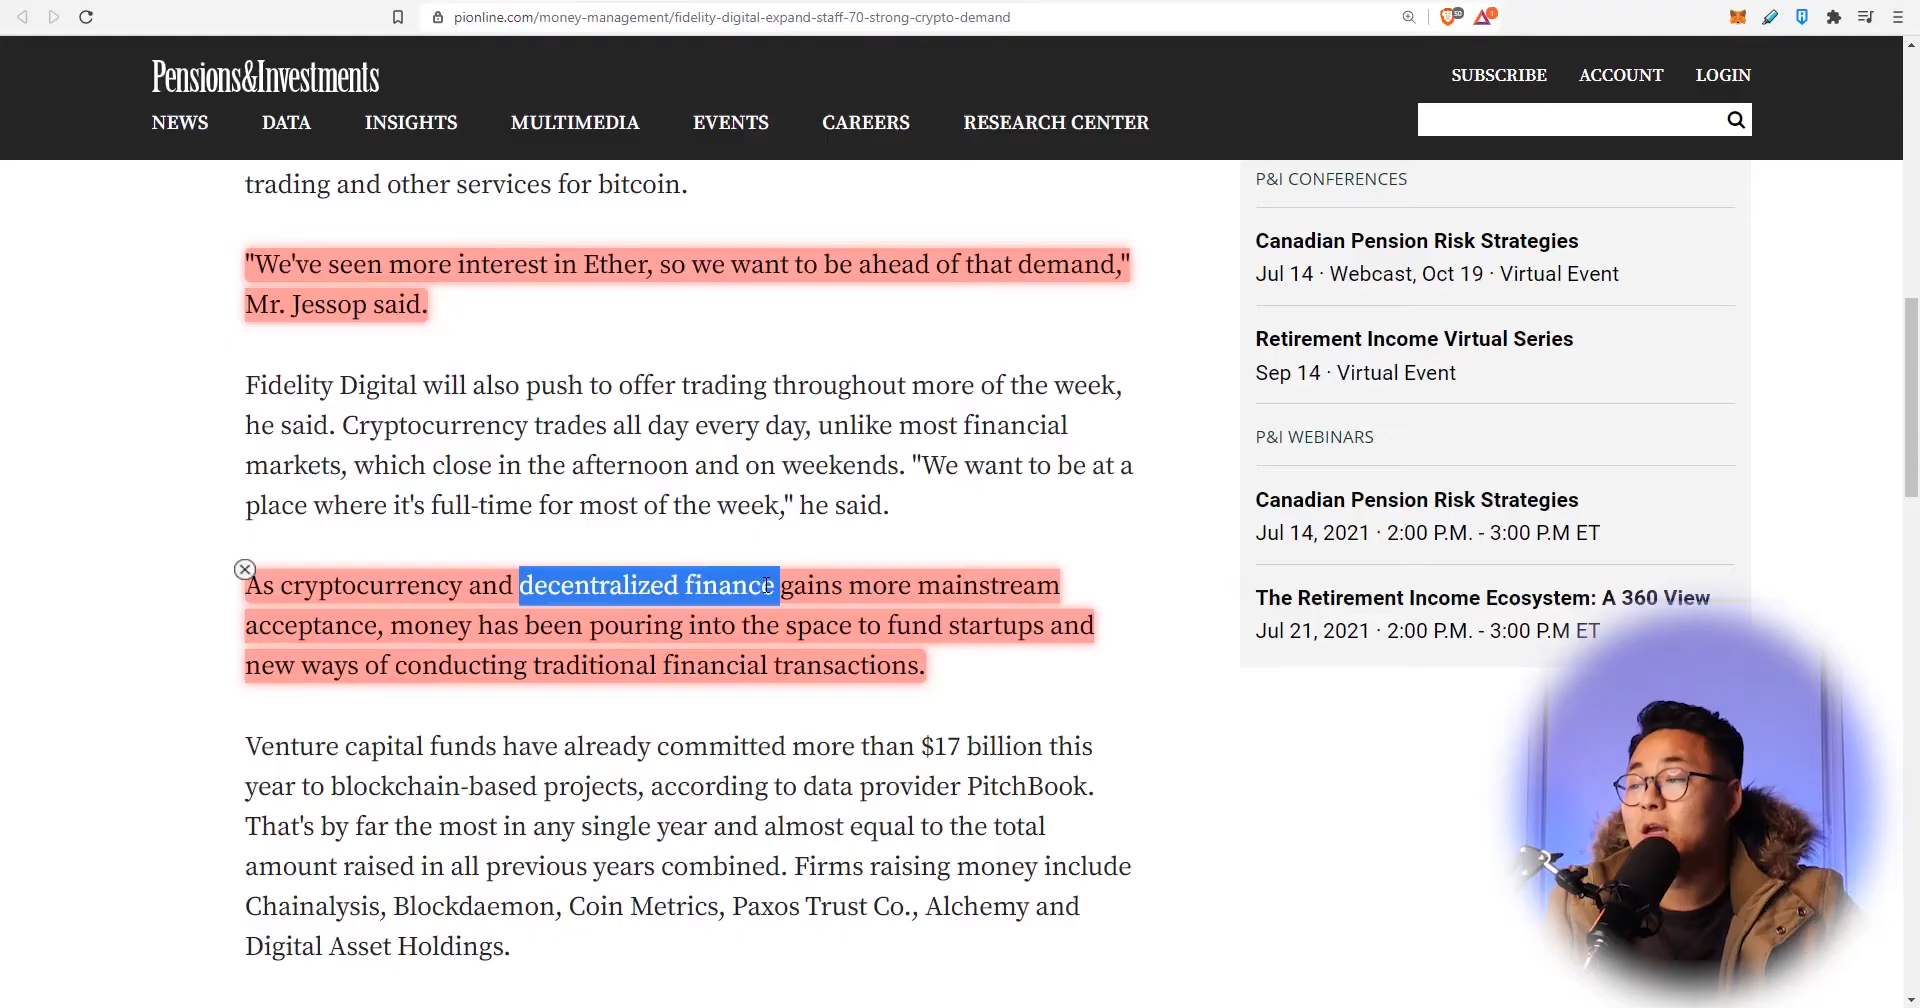 pionline.com/money-management/fidelity-digital-expand-staff-70-strong-crypto-demand
50
1
Pensions&Investments
SUBSCRIBE ACCOUNT LOGIN
NEWS DATA INSIGHTS MULTIMEDIA EVENTS CAREERS RESEARCH CENTER
trading and other services for bitcoin.
"We've seen more interest in Ether, so we want to be ahead of that demand,"
Mr. Jessop said.
Fidelity Digital will also push to offer trading throughout more of the week,
he said. Cryptocurrency trades all day every day, unlike most financial
markets, which close in the afternoon and on weekends. "We want to be at a
place where it's full-time for most of the week," he said.
As cryptocurrency and decentralized finance gains more mainstream
acceptance, money has been pouring into the space to fund startups and
new ways of conducting traditional financial transactions.
Venture capital funds have already committed more than $17 billion this
year to blockchain-based projects, according to data provider PitchBook.
That's by far the most in any single year and almost equal to the total
amount raised in all previous years combined. Firms raising money include
Chainalysis, Blockdaemon, Coin Metrics, Paxos Trust Co., Alchemy and
Digital Asset Holdings.
P&I CONFERENCES
Canadian Pension Risk Strategies
Jul 14 · Webcast, Oct 19 · Virtual Event
Retirement Income Virtual Series
Sep 14 · Virtual Event
P&I WEBINARS
Canadian Pension Risk Strategies
Jul 14, 2021 · 2:00 P.M. - 3:00 P.M ET
The Retirement Income Ecosystem: A 360 View
Jul 21, 2021 · 2:00 P.M. - 3:00 P.M ET